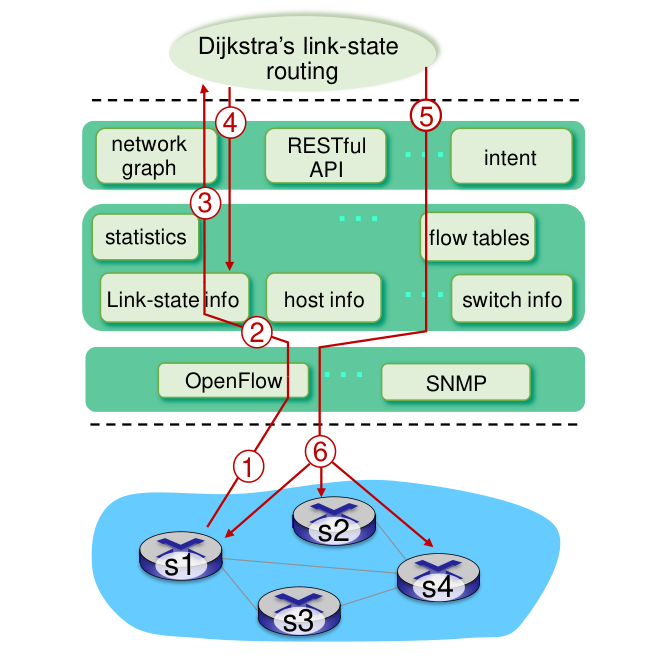 Dijkstra's link-state
routing
4
5
network
graph
RESTful
API
intent
3
statistics
flow tables
Link-state info
host info
switch info
2
OpenFlow
SNMP
1
6
s2
s1
s4
s3